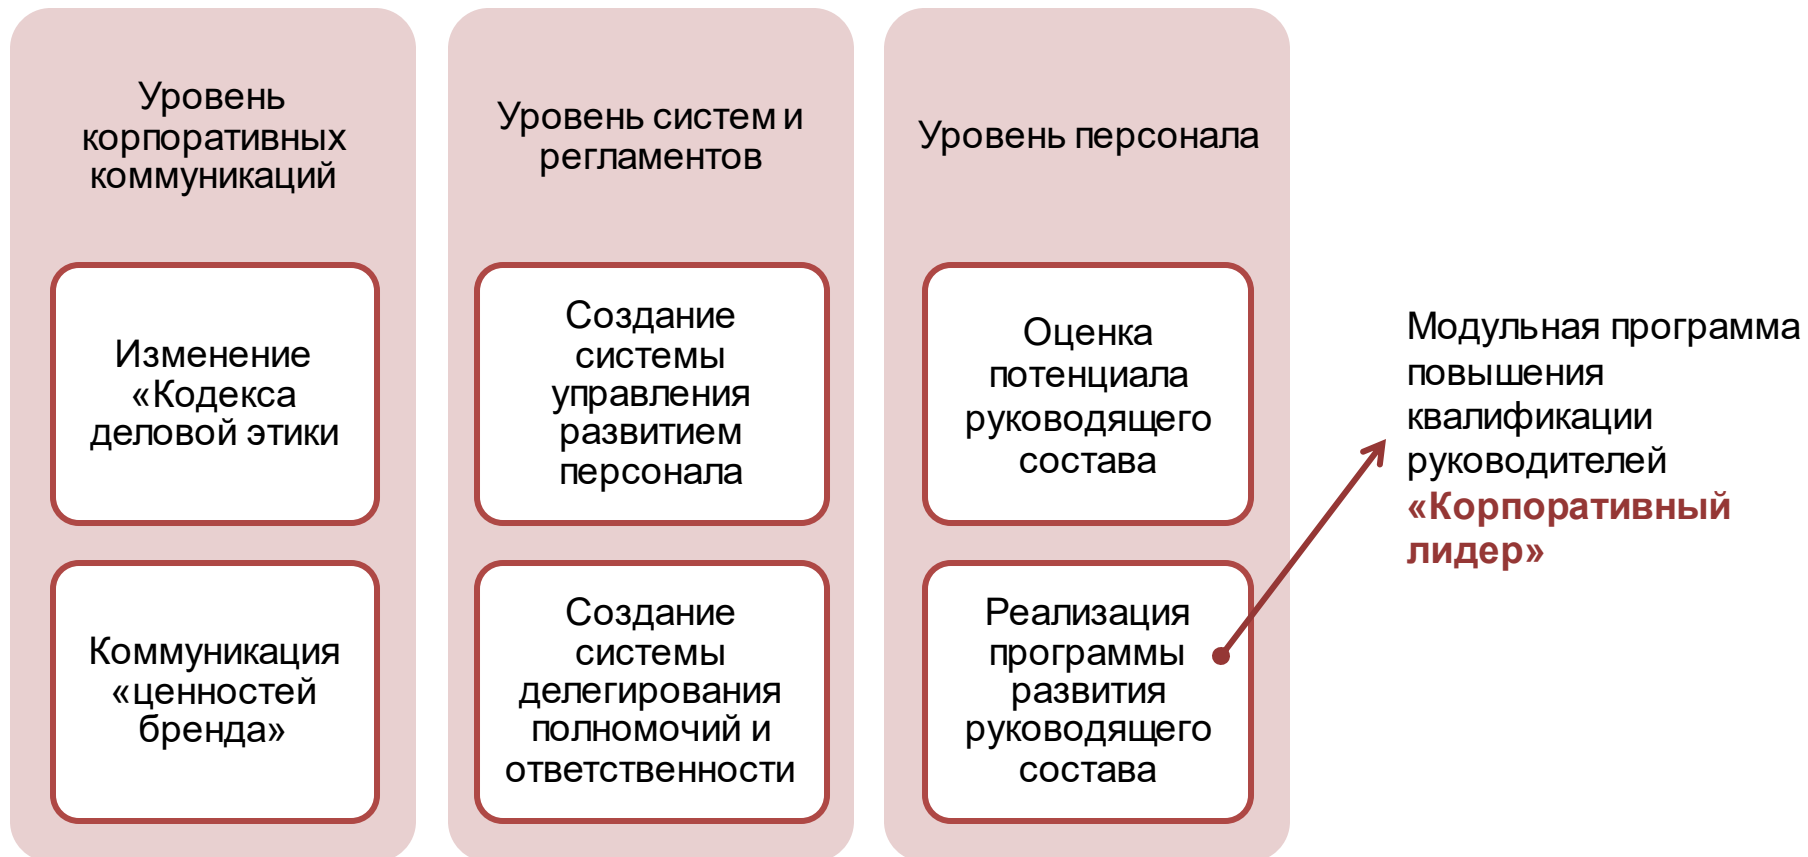 Уровень
корпоративных
коммуникаций
Изменение
«Кодекса
деловой этики
Коммуникация
«ценностей
бренда»
Уровень систем и
регламентов
Создание
системы
управления
развитием
персонала
Создание
системы
делегирования
полномочий и
ответственности
Уровень персонала
Оценка
потенциала
руководящего
состава
Реализация
программы
развития
руководящего
состава
Модульная программа
повышения
квалификации
руководителей
«Корпоративный
лидер»